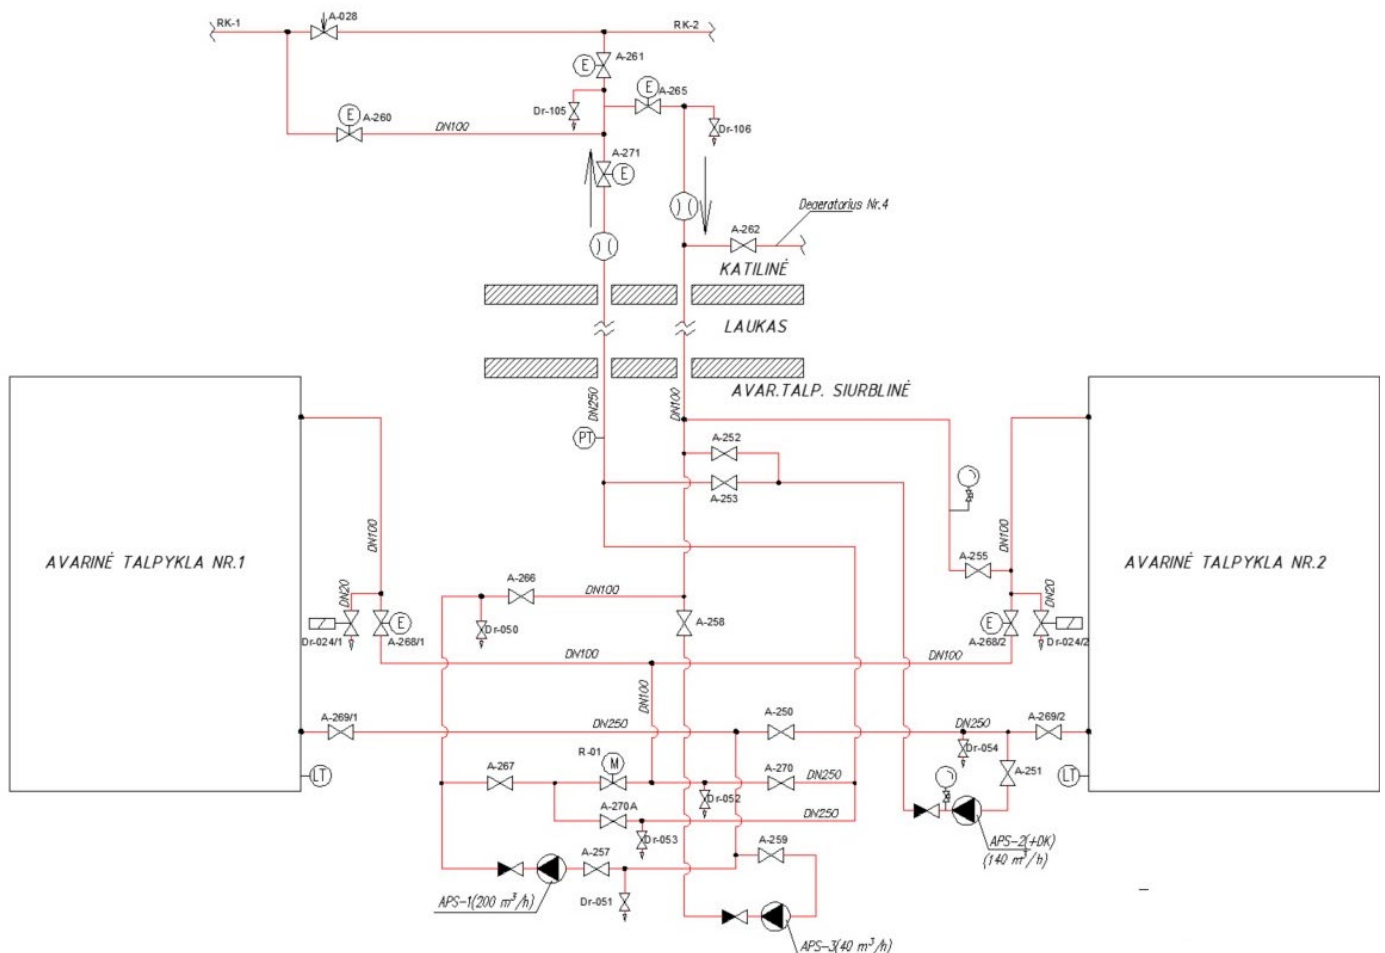 RK-1
A-028
RK-2
A-261
E
E
A-265
Dr-105
E
A-260
DN100
Dr-106
A-271
E
Deaeratorius Nr.4
A-262
KATILINĖ
LAUKAS
AVAR.TALP. SIURBLINĖ
DN250
DN100
PT
A-252
A-253
AVARINĖ TALPYKLA NR.1
AVARINĖ TALPYKLA NR.2
DN100
DN100
A-255
A-266
DN100
DN20
DN20
Dr-050
A-258
E
E
Dr-024/1
A-268/1
A-268/2
Dr-024/2
DN100
DN100
DN100
A-269/1
DN250
A-250
DN250
A-269/2
Dr-054
R-01
M
A-267
A-270
DN250
A-251
LT
LT
Dr-052
A-270A
DN250
Dr-053
A-259
A-257
APS-2(+DK)
(140 m³/h)
APS-1(200 m³/h)
Dr-051
APS-3(40 m³/h)